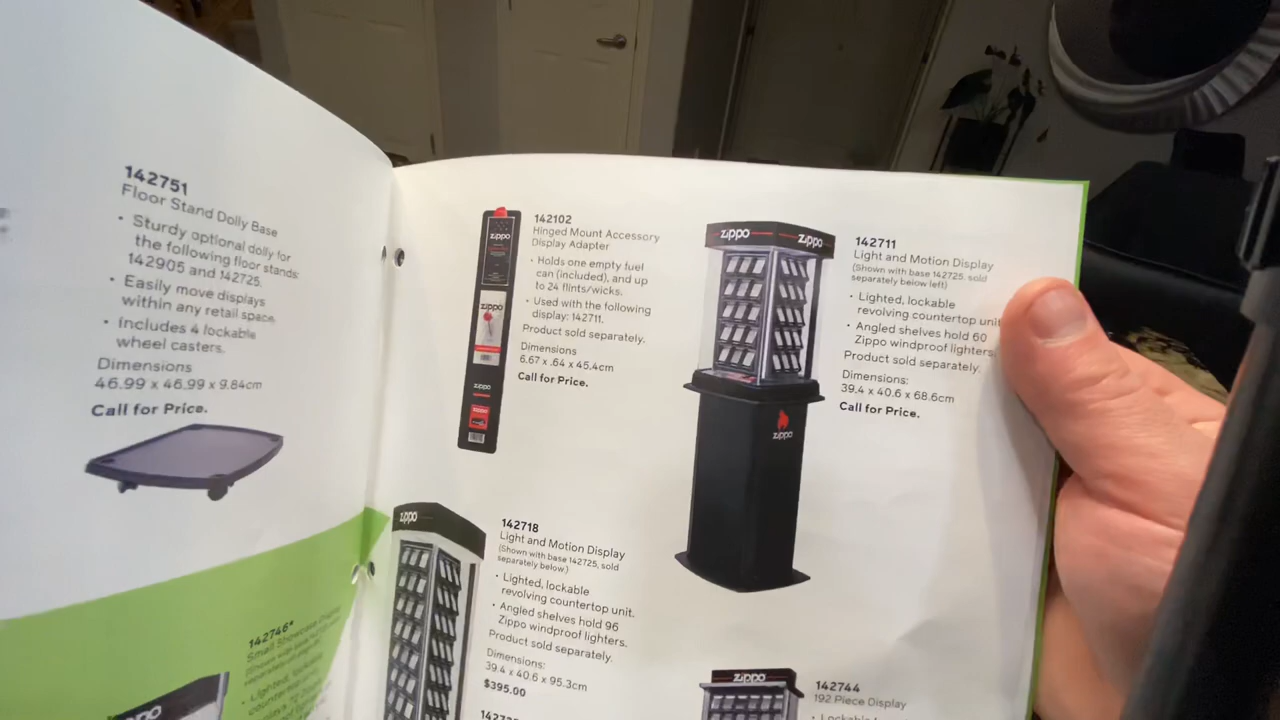 142751
Floor Stand Dolly Base
• Sturdy optional dolly for
the following floor stands:
142905 and 142725.
• Easily move displays
within any retail space.
• Includes 4 lockable
wheel casters.
Dimensions
46.99 x 46.99 x 9.84cm
Call for Price.
142746*
Small Showcase Display
• Lighted,
zippo
zippo
zippo
zippo
142102
Hinged Mount Accessory
Display Adapter
• Holds one empty fuel
can (included), and up
to 24 flints/wicks.
• Used with the following
display: 142711.
Product sold separately.
Dimensions
6.67 x .64 x 45.4cm
Call for Price.
zippo zippo
zippo
142711
Light and Motion Display
(Shown with base 142725, sold
separately below left)
• Lighted, lockable
revolving countertop unit
• Angled shelves hold 60
Zippo windproof lighters.
Product sold separately.
Dimensions:
39.4 x 40.6 x 68.6cm
Call for Price.
zippo
142718
Light and Motion Display
(Shown with base 142725, sold
separately below.)
• Lighted, lockable
revolving countertop unit.
• Angled shelves hold 96
Zippo windproof lighters.
Product sold separately.
Dimensions:
39.4 x 40.6 x 95.3cm
$395.00
zippo
142744
192 Piece Display